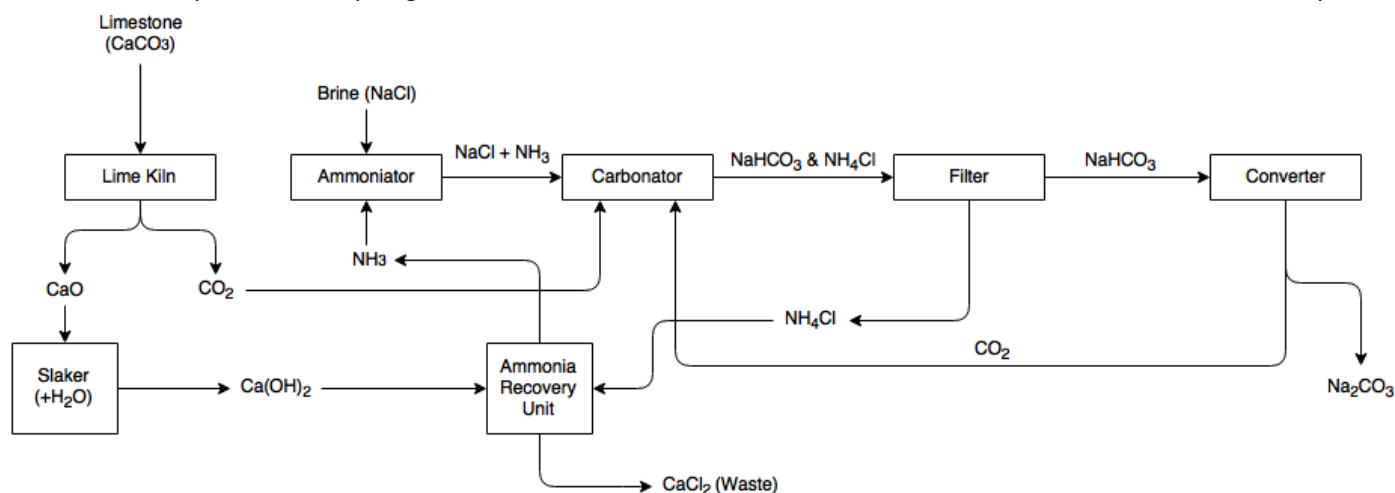 Limestone
(CaCO3)
Brine (NaCl)
NaCl + NH₃
NaHCO₃ & NH₄Cl
NaHCO₃
Lime Kiln
Ammoniator
Carbonator
Filter
Converter
NH3
CaO
CO₂
NH₄Cl
CO₂
Slaker
(+H₂O)
Ca(OH)₂
Ammonia
Recovery
Unit
Na₂CO₃
CaCl₂ (Waste)